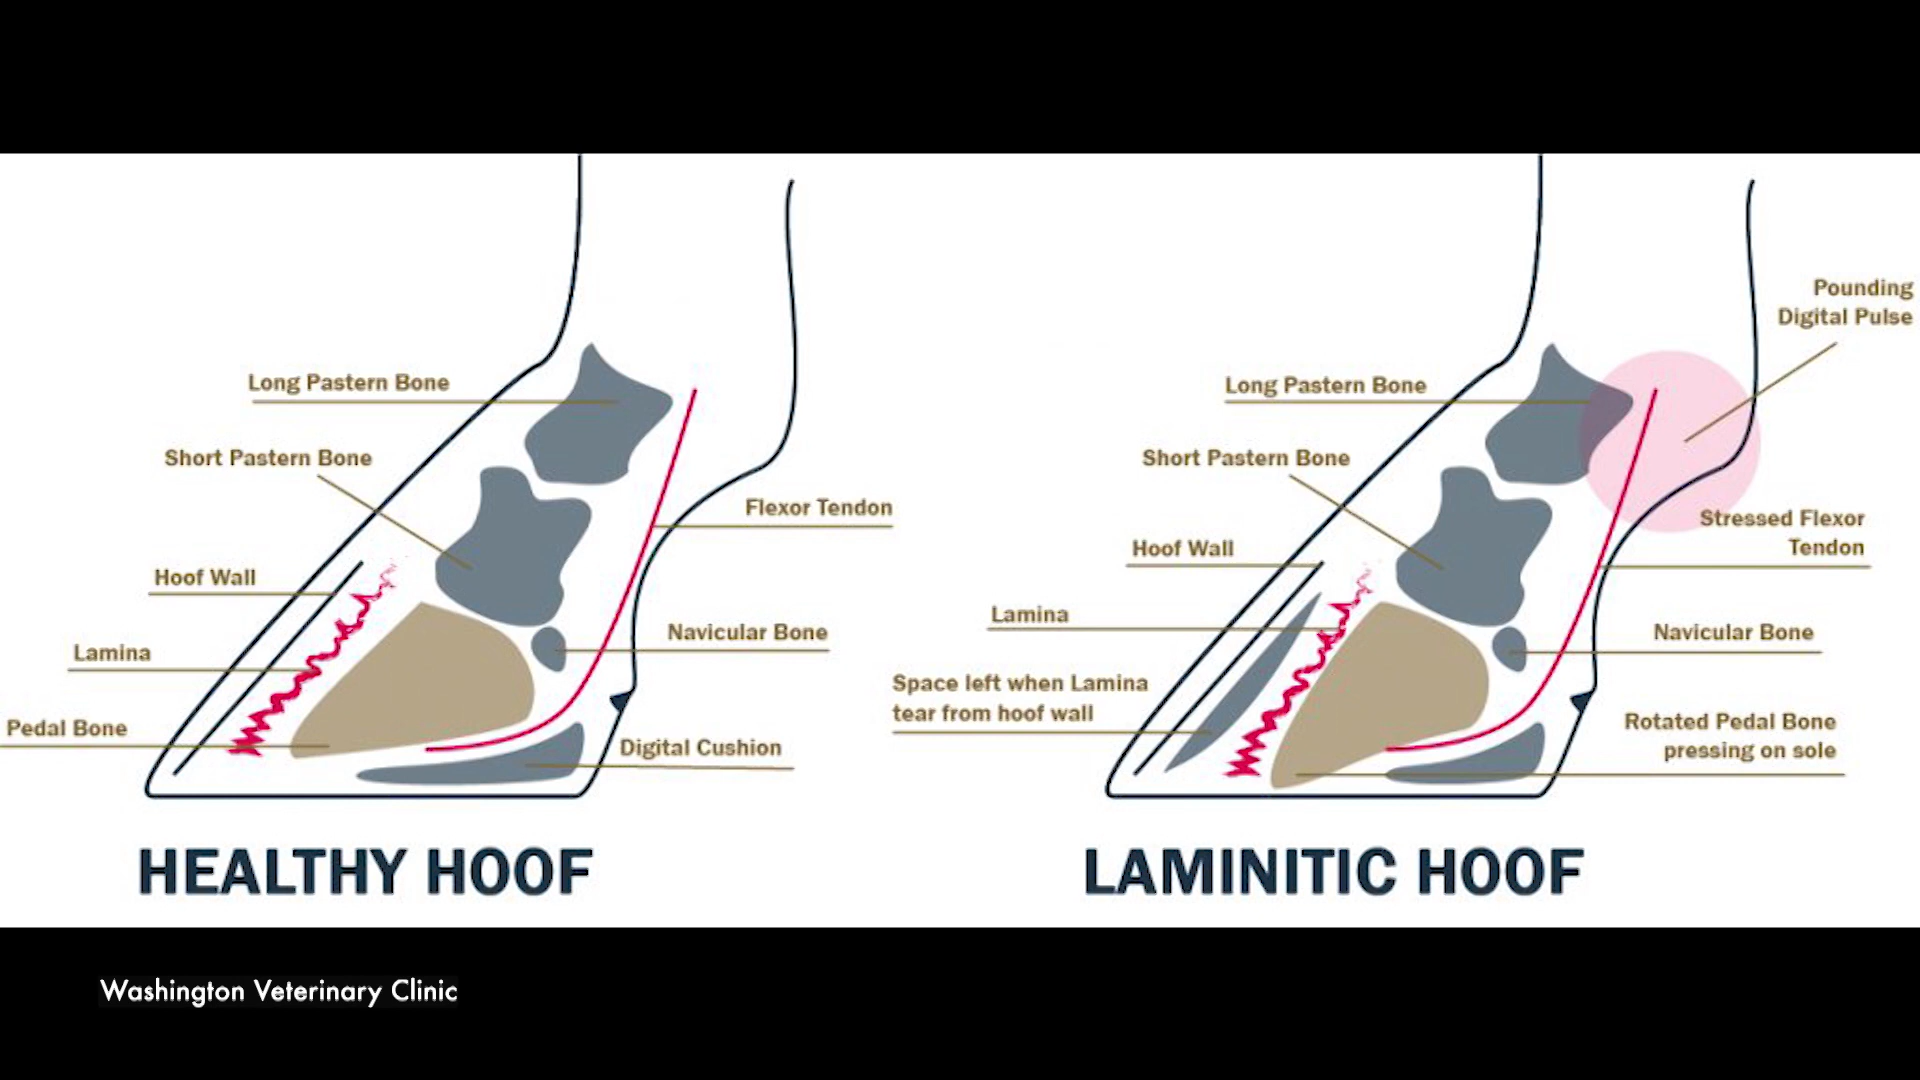 Long Pastern Bone
Short Pastern Bone
Flexor Tendon
Hoof Wall
Navicular Bone
Lamina
Pedal Bone
Digital Cushion
HEALTHY HOOF
Pounding
Digital Pulse
Long Pastern Bone
Short Pastern Bone
Stressed Flexor
Tendon
Hoof Wall
Lamina
Navicular Bone
Space left when Lamina
tear from hoof wall
Rotated Pedal Bone
pressing on sole
LAMINITIC HOOF
Washington Veterinary Clinic